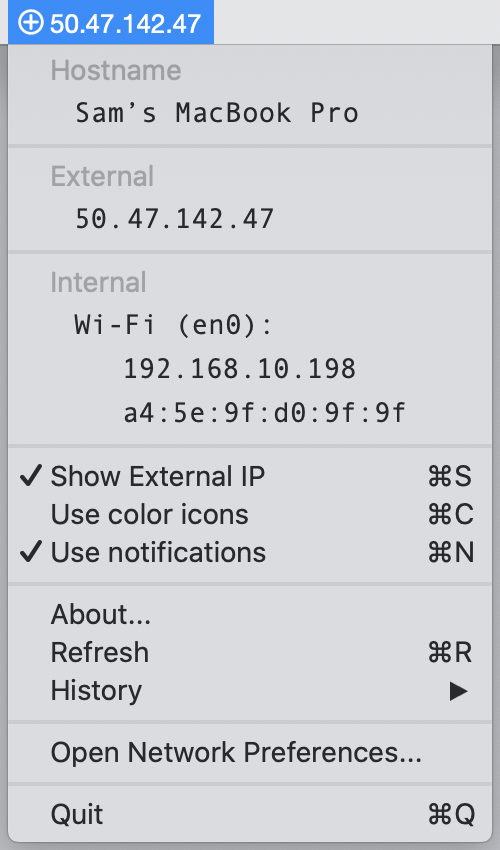 50.47.142.47
Hostname
Sam’s MacBook Pro
External
50.47.142.47
Internal
Wi-Fi (en0):
192.168.10.198
a4:5e:9f:d0:9f:9f
✓ Show External IP ⌘S
Use color icons ⌘C
✓ Use notifications ⌘N
About...
Refresh ⌘R
History ▶
Open Network Preferences...
Quit ⌘Q